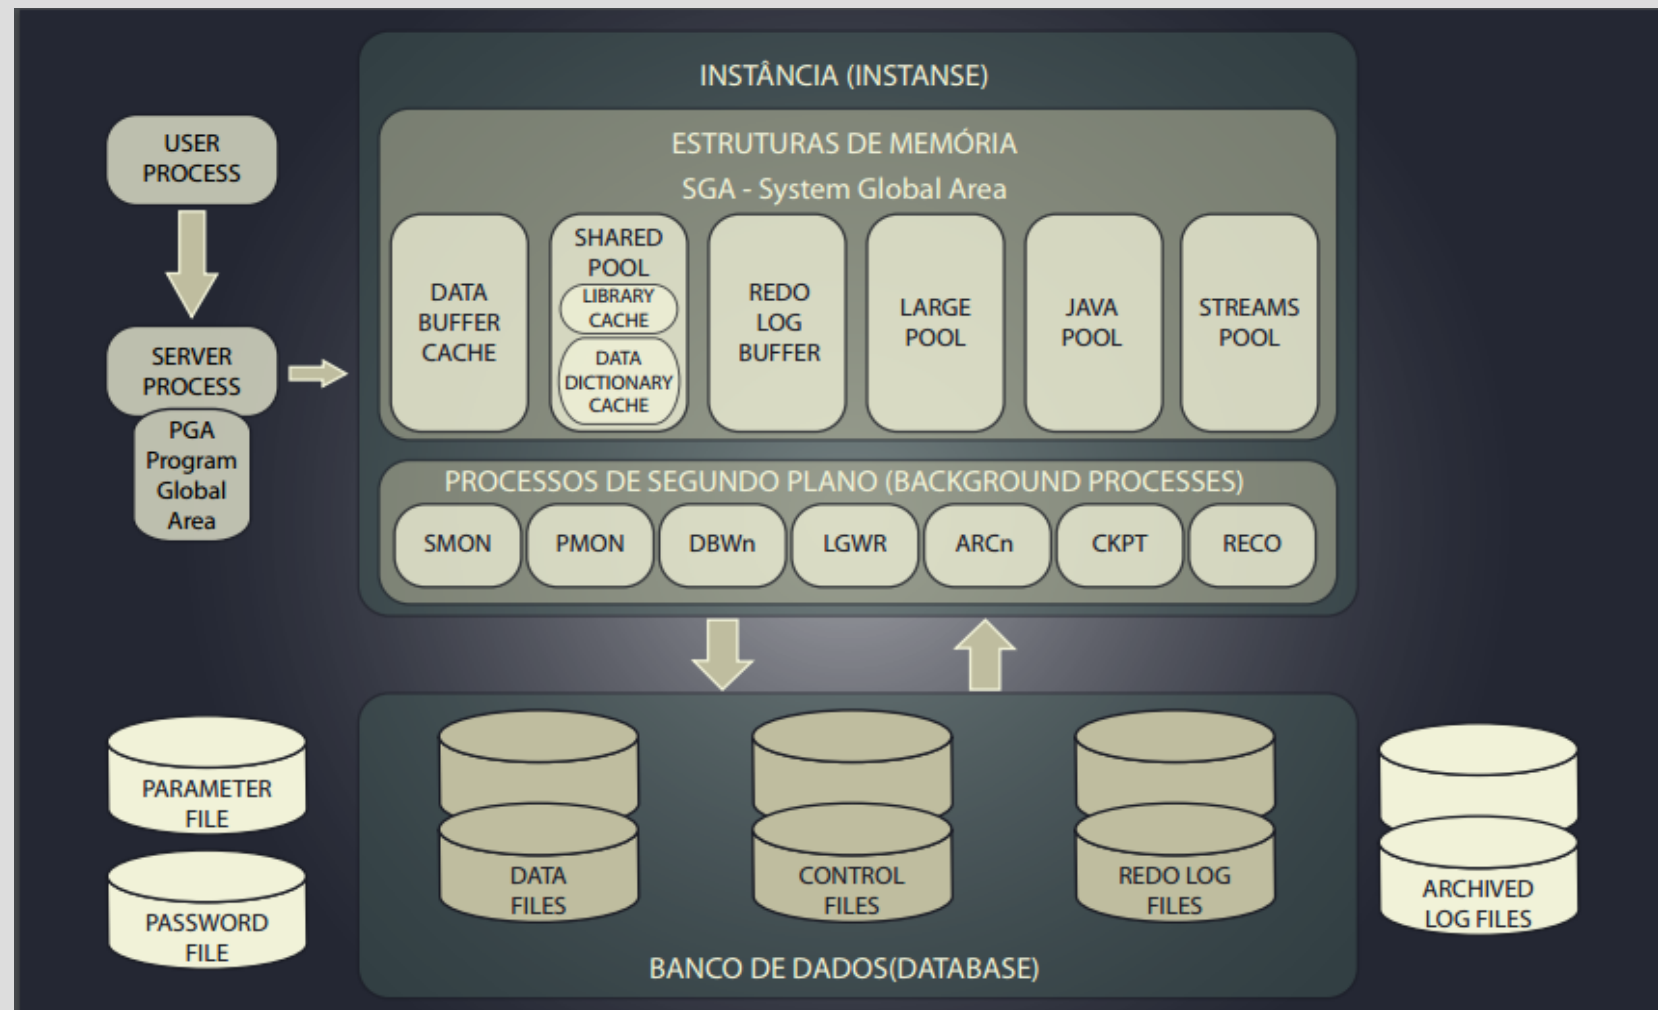 INSTÂNCIA (INSTANSE)
USER
PROCESS
SERVER
PROCESS
PGA
Program
Global
Area
ESTRUTURAS DE MEMÓRIA
SGA - System Global Area
DATA
BUFFER
CACHE
SHARED
POOL
LIBRARY
CACHE
DATA
DICTIONARY
CACHE
REDO
LOG
BUFFER
LARGE
POOL
JAVA
POOL
STREAMS
POOL
PROCESSOS DE SEGUNDO PLANO (BACKGROUND PROCESSES)
SMON
PMON
DBWn
LGWR
ARCn
CKPT
RECO
PARAMETER
FILE
PASSWORD
FILE
DATA
FILES
CONTROL
FILES
REDO LOG
FILES
ARCHIVED
LOG FILES
BANCO DE DADOS(DATABASE)